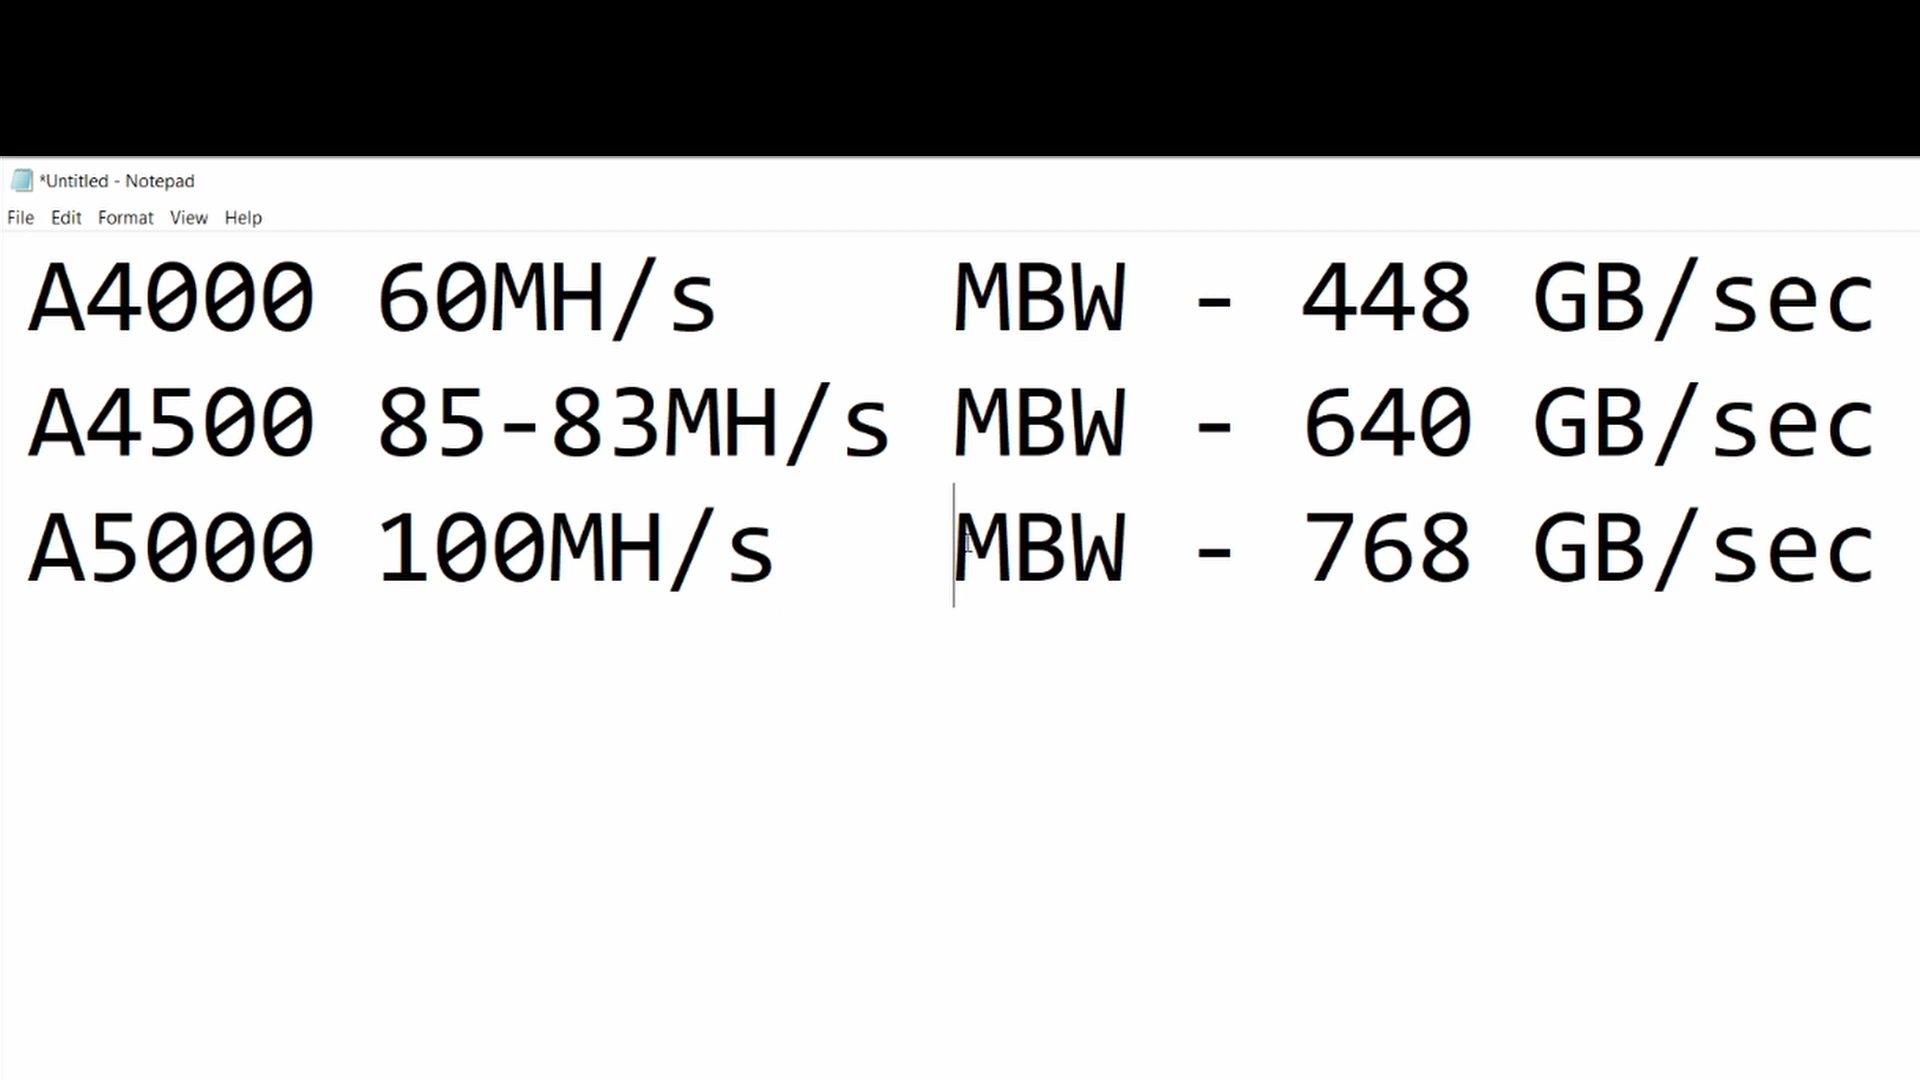 *Untitled - Notepad
File Edit Format View Help
A4000 60MH/s MBW - 448 GB/sec
A4500 85-83MH/s MBW - 640 GB/sec
A5000 100MH/s MBW - 768 GB/sec